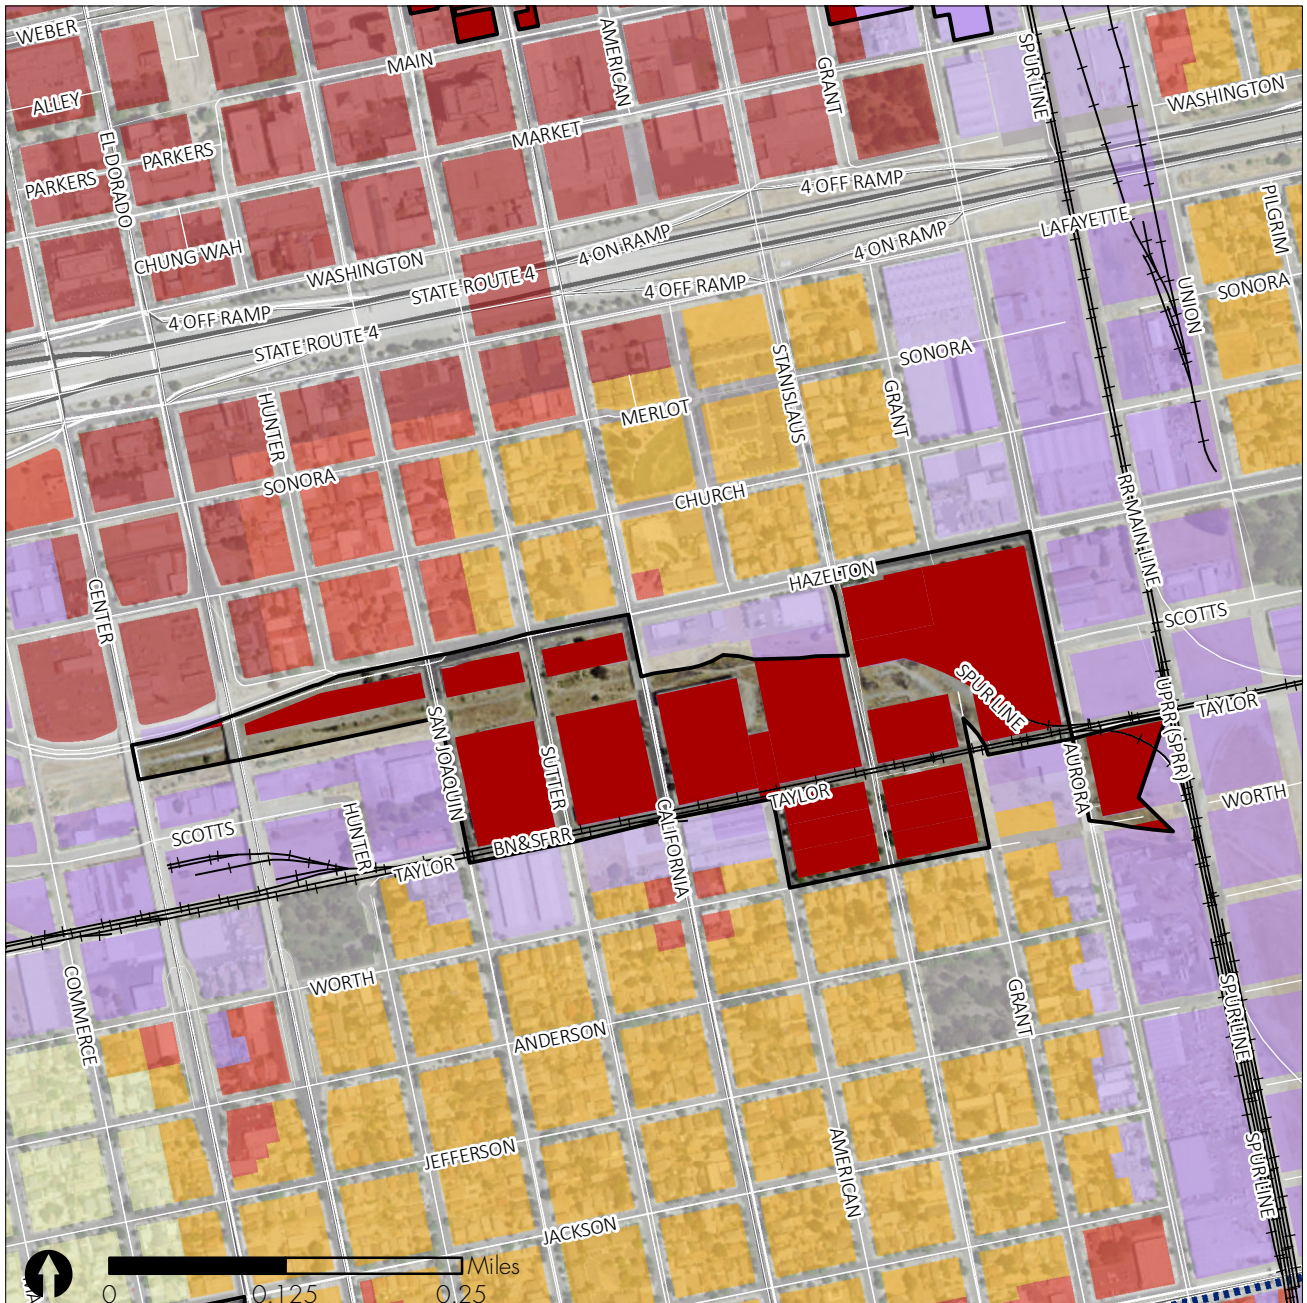 WEBER
MAIN
AMERICAN
GRANT
SPUR LINE
WASHINGTON
ALLEY
EL DORADO
PARKERS
PARKERS
MARKET
4 OFF RAMP
CHUNG WAH
WASHINGTON
4 ON RAMP
4 ON RAMP
LAFAYETTE
PILGRIM
STATE ROUTE 4
4 OFF RAMP
4 OFF RAMP
STATE ROUTE 4
SONORA
UNION
SONORA
STANISLAUS
GRANT
HUNTER
MERLOT
SONORA
CHURCH
RR MAIN LINE
CENTER
HAZELTON
SCOTTS
SPUR LINE
UPRR (SPRR)
TAYLOR
SAN JOAQUIN
SUTTER
AURORA
TAYLOR
WORTH
SCOTTS
HUNTER
CALIFORNIA
BN&SFRR
TAYLOR
COMMERCE
WORTH
GRANT
SPUR LINE
ANDERSON
JEFFERSON
AMERICAN
SPUR LINE
JACKSON
Miles
0 0.125 0.25